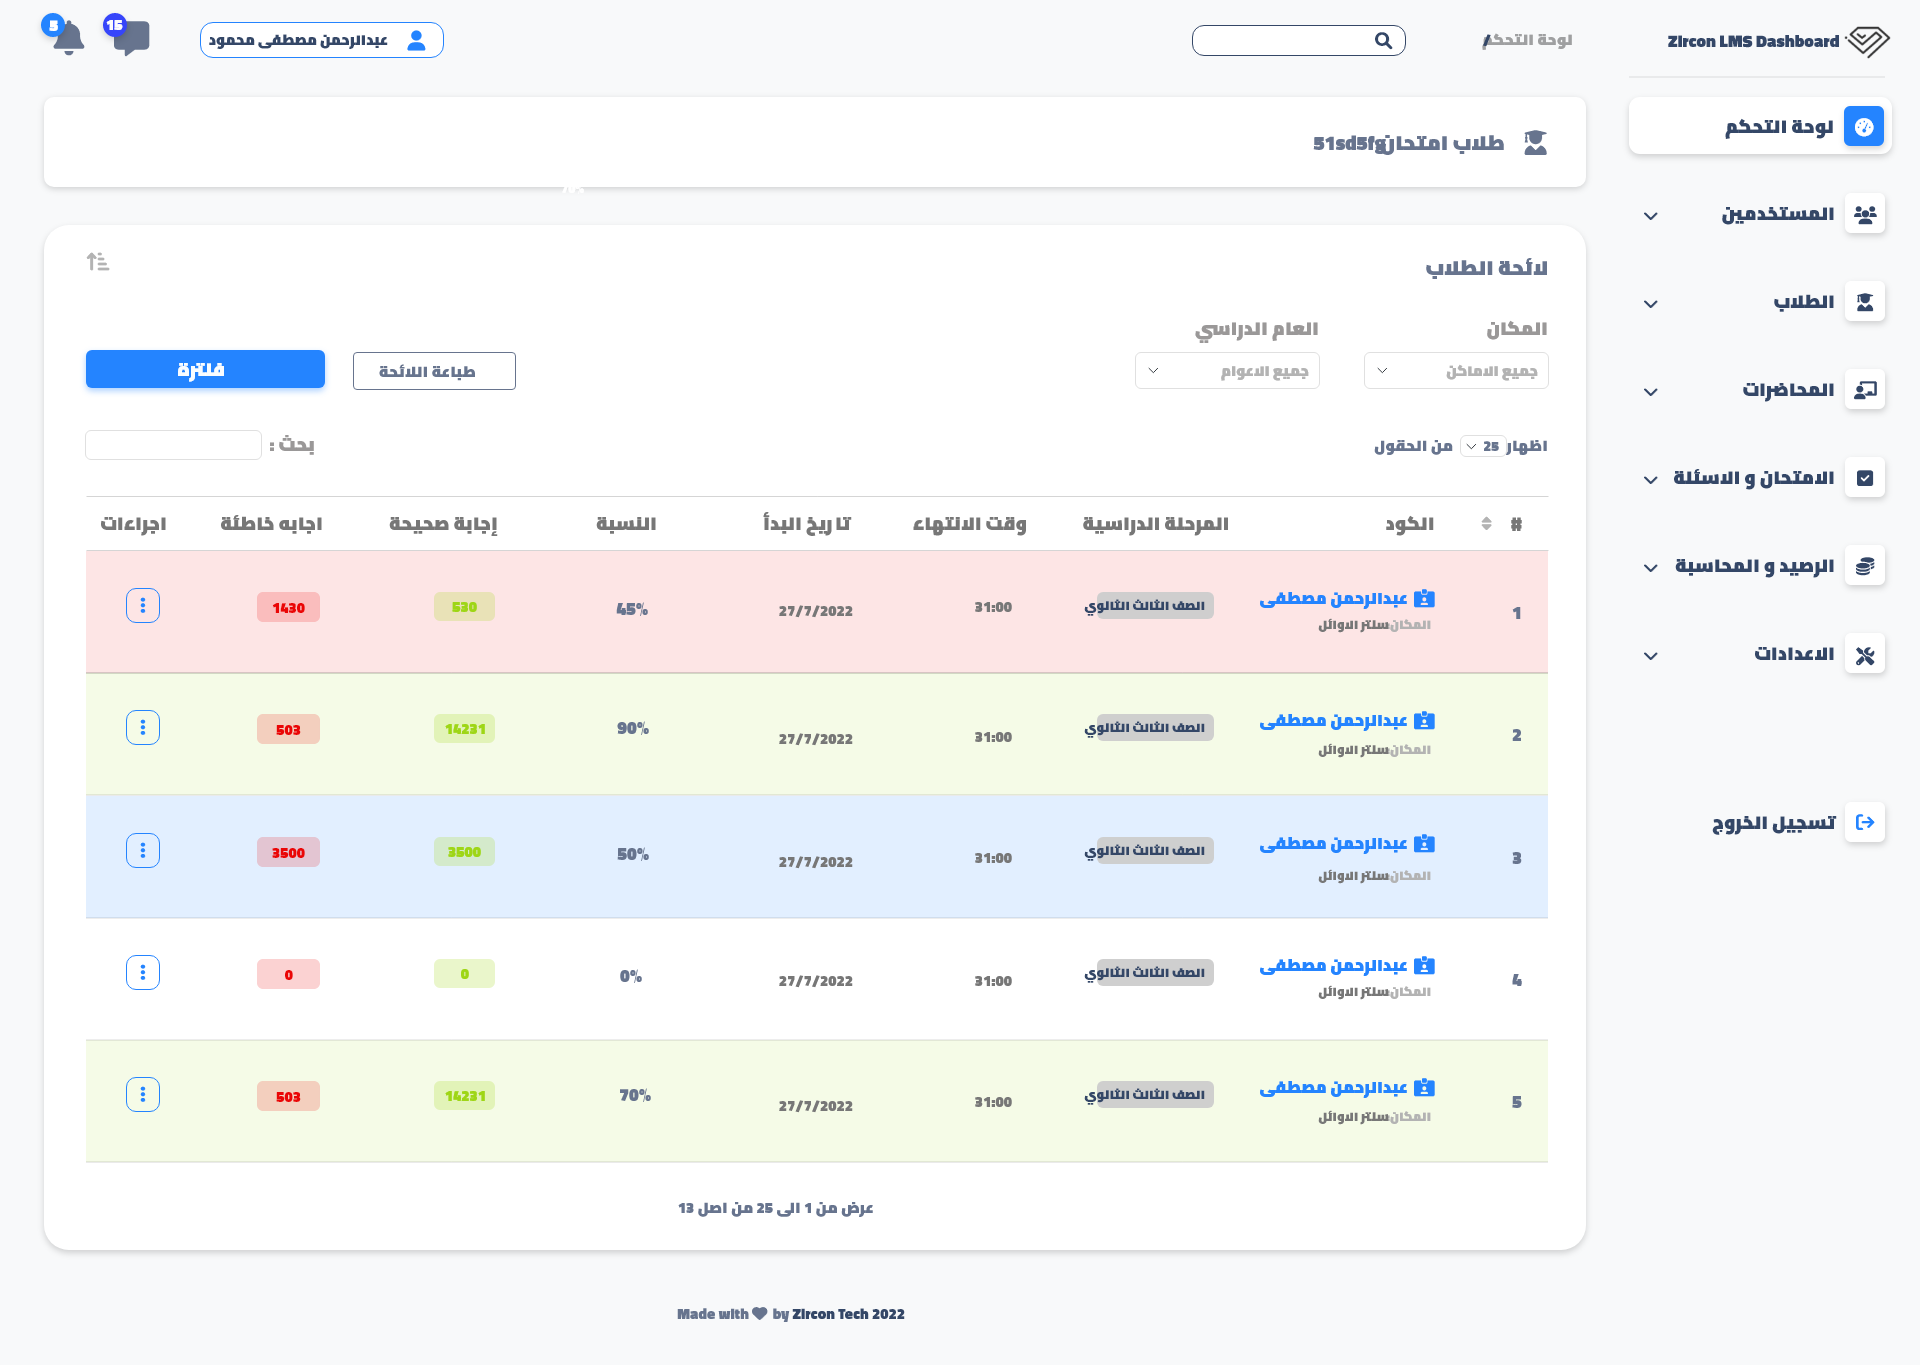 Zircon LMS Dashboard
لوحة التحكم /
عبدالرحمن مصطفى محمود
15
5
لوحة التحكم
المستخدمين
الطلاب
المحاضرات
الامتحان و الاسئلة
الرصيد و المحاسبة
الاعدادات
تسجيل الخروج
طلاب امتحان 51sd5fg
لائحة الطلاب
المكان
العام الدراسي
جميع الاماكن
جميع الاعوام
طباعة اللائحة
فلترة
اظهار 25 من الحقول
بحث :
# الكود المرحلة الدراسية وقت الانتهاء تاريخ البدأ النسبة إجابة صحيحة اجابه خاطئة اجراءات
1 عبدالرحمن مصطفى الصف الثالث الثانوي 31:00 27/7/2022 45% 530 1430
المكان:سنتر الاوائل
2 عبدالرحمن مصطفى الصف الثالث الثانوي 31:00 27/7/2022 90% 14231 503
المكان:سنتر الاوائل
3 عبدالرحمن مصطفى الصف الثالث الثانوي 31:00 27/7/2022 50% 3500 3500
المكان:سنتر الاوائل
4 عبدالرحمن مصطفى الصف الثالث الثانوي 31:00 27/7/2022 0% 0 0
المكان:سنتر الاوائل
5 عبدالرحمن مصطفى الصف الثالث الثانوي 31:00 27/7/2022 70% 14231 503
المكان:سنتر الاوائل
عرض من 1 الى 25 من اصل 13
Made with by Zircon Tech 2022